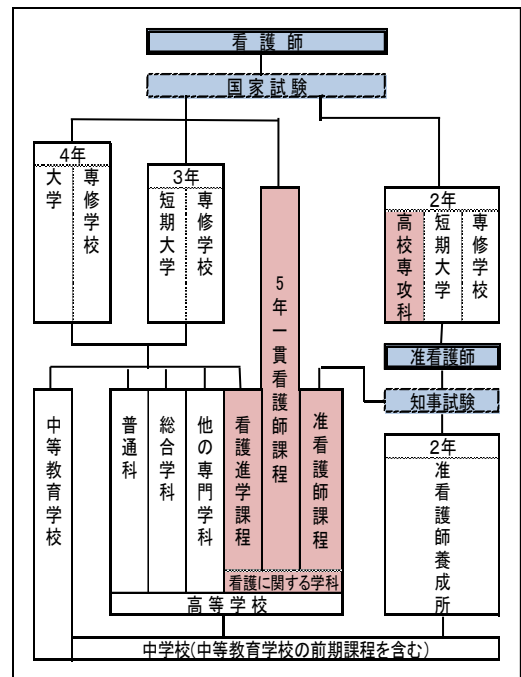 看護師
国家試験
4年
大学
専修学校
3年
短期大学
専修学校
5年一貫看護師課程
2年
高校専攻科
短期大学
専修学校
准看護師
知事試験
中等教育学校
普通科
総合学科
他の専門学科
看護進学課程
准看護師課程
看護に関する学科
高等学校
2年
准看護師養成所
中学校(中等教育学校の前期課程を含む)